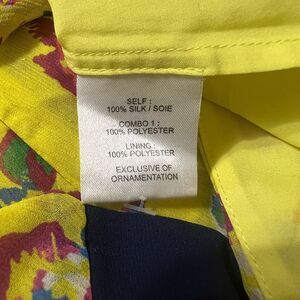 SELF :
100% SILK / SOIE
COMBO 1 :
100% POLYESTER
LINING :
100% POLYESTER
EXCLUSIVE OF
ORNAMENTATION